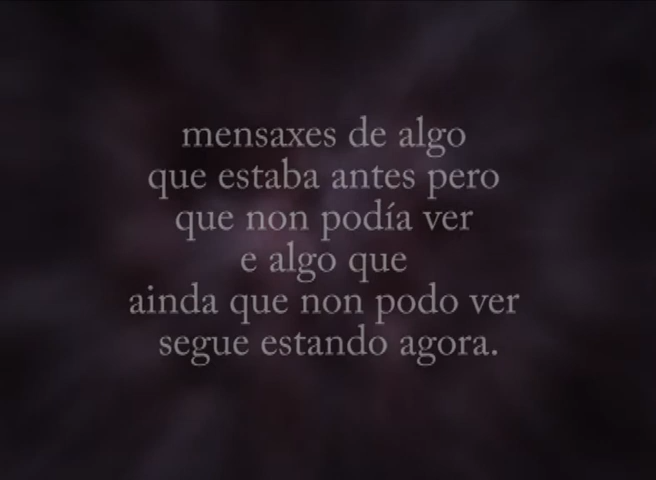 mensaxes de algo
que estaba antes pero
que non podía ver
e algo que
ainda que non podo ver
segue estando agora.